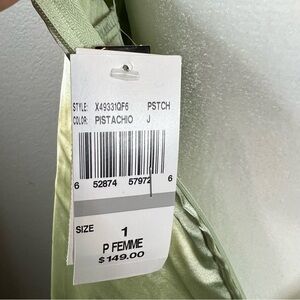 STYLE: X49331QF6 PSTCH
COLOR: PISTACHIO J
6 52874 57972 6
SIZE 1
P FEMME
$149.00